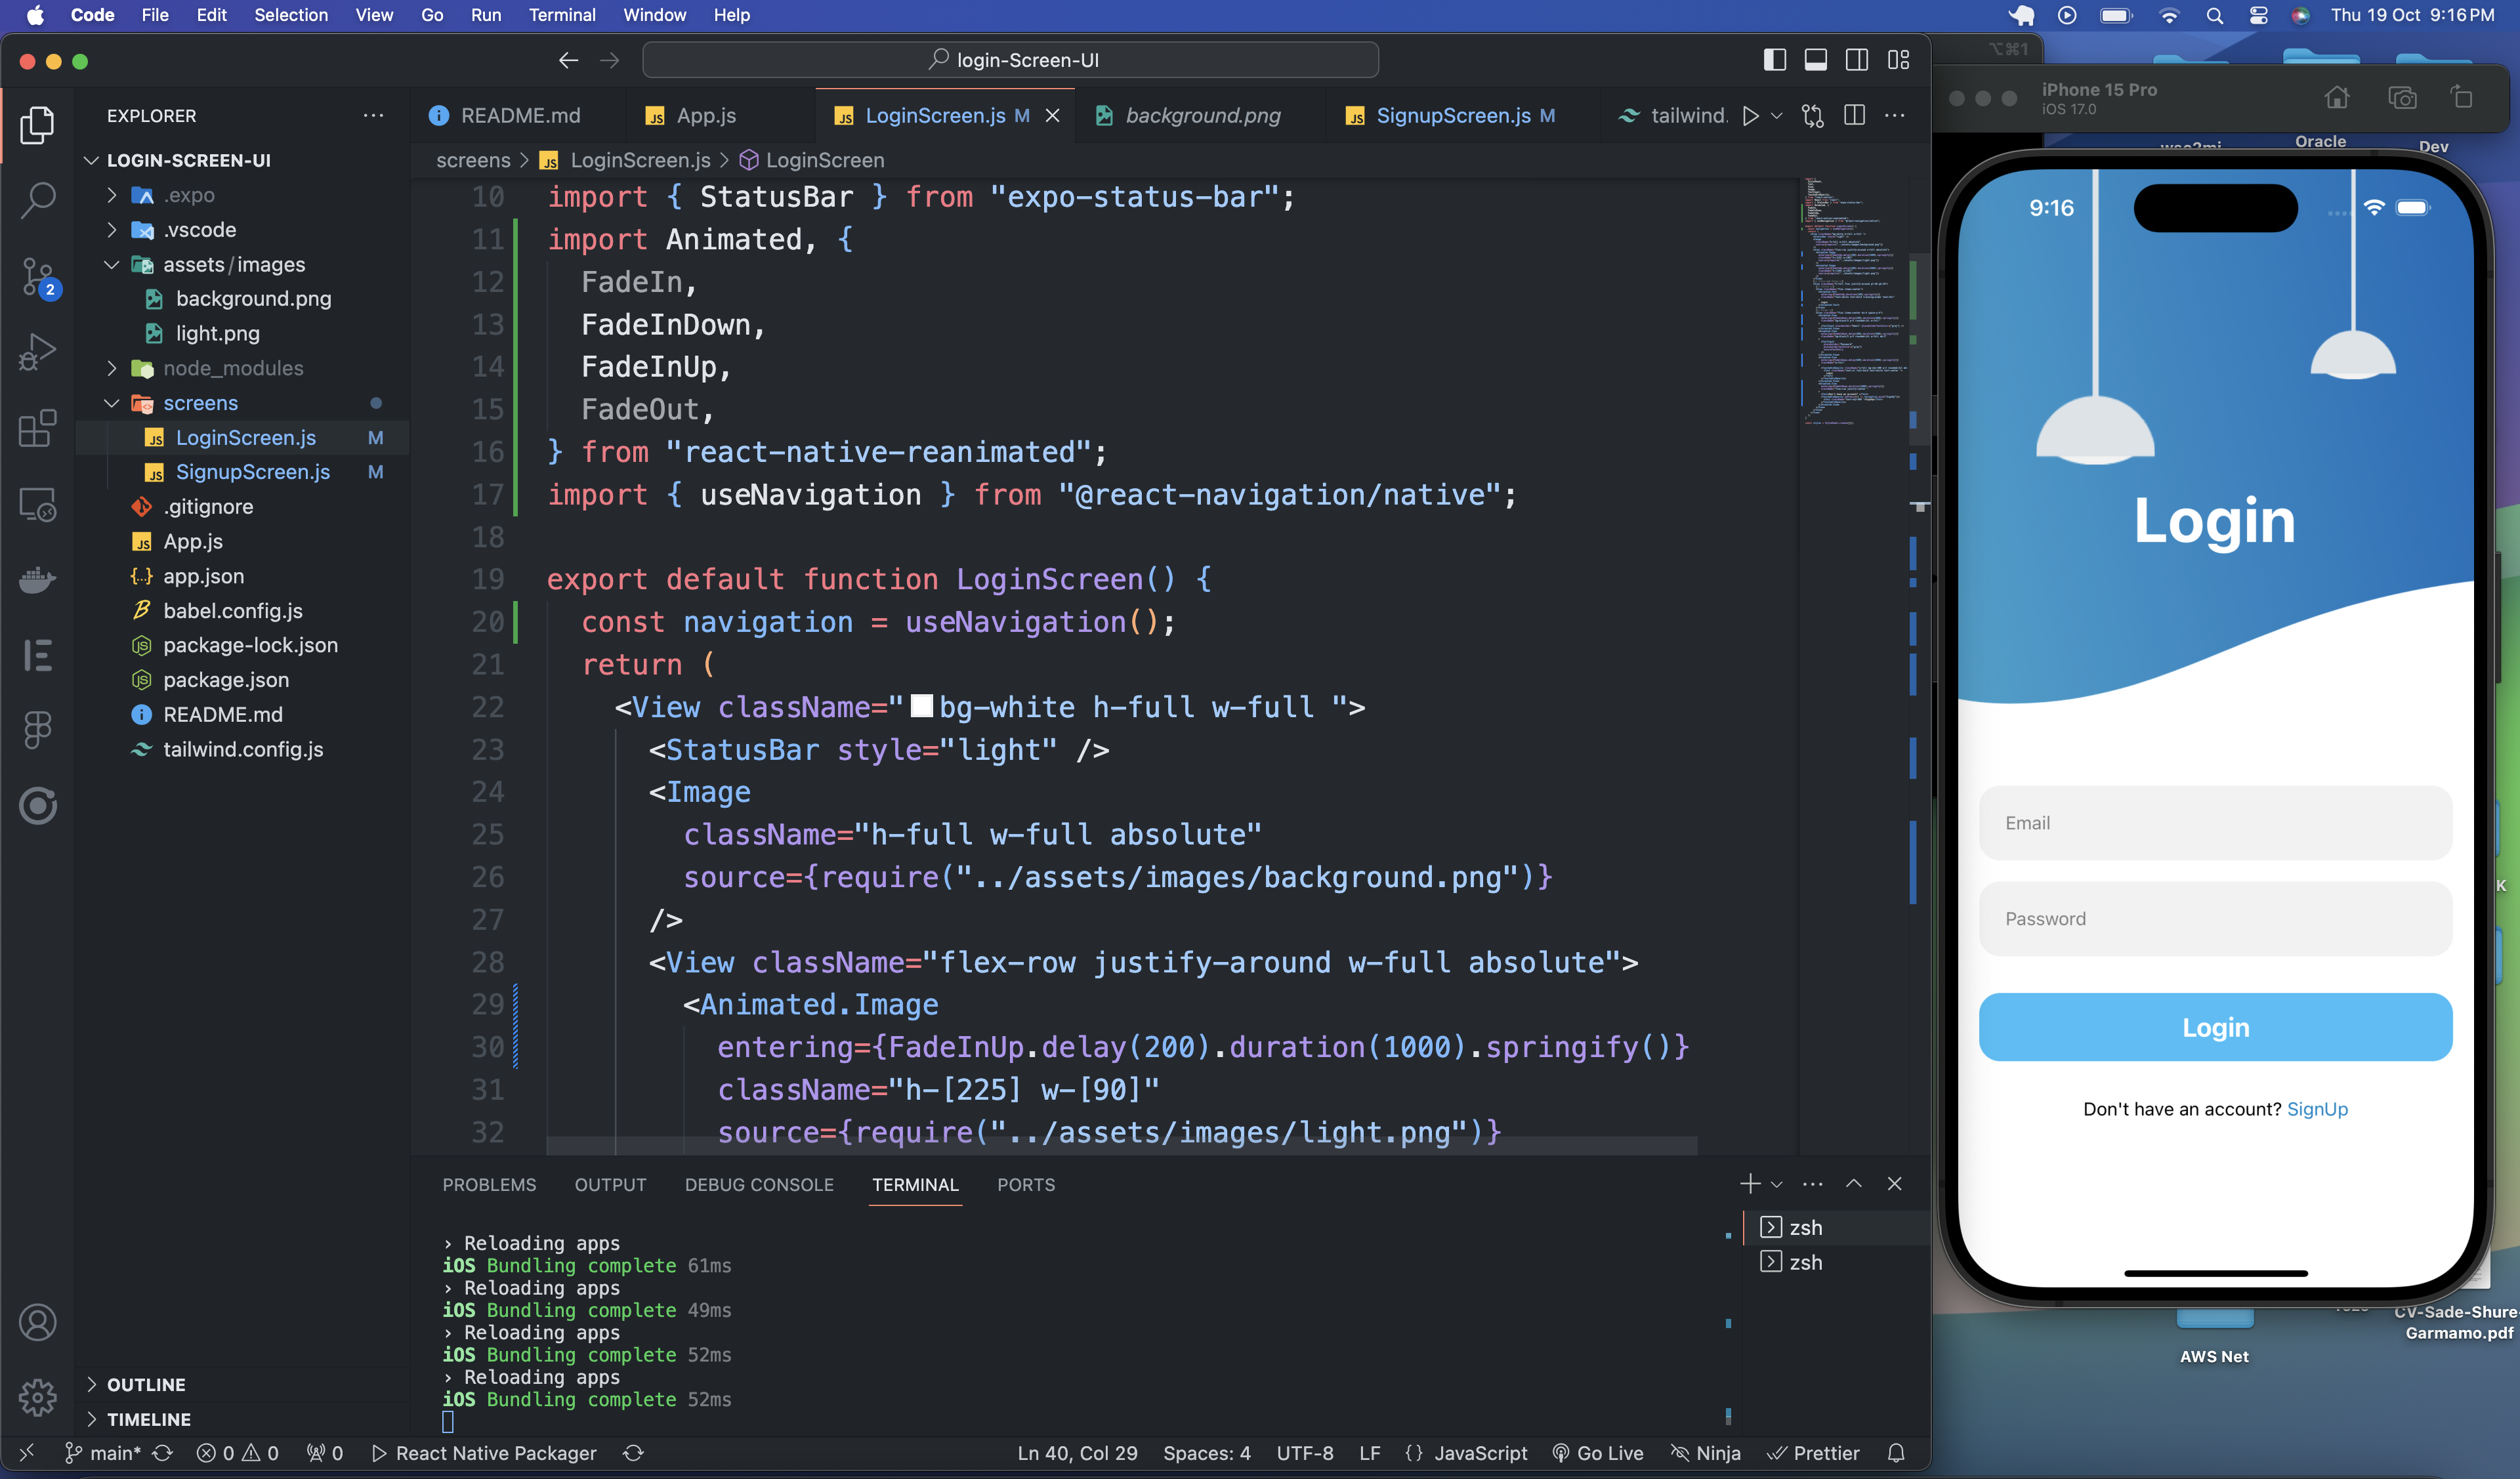 Code File Edit Selection View Go Run Terminal Window Help
Thu 19 Oct 9:16 PM
login-Screen-UI
EXPLORER
LOGIN-SCREEN-UI
.expo
.vscode
assets/images
background.png
light.png
node_modules
screens
LoginScreen.js M
SignupScreen.js M
.gitignore
App.js
app.json
babel.config.js
package-lock.json
package.json
README.md
tailwind.config.js
OUTLINE
TIMELINE
2
README.md App.js LoginScreen.js M background.png SignupScreen.js M tailwind.
screens > LoginScreen.js > LoginScreen
10 import { StatusBar } from "expo-status-bar";
11 import Animated, {
12 FadeIn,
13 FadeInDown,
14 FadeInUp,
15 FadeOut,
16 } from "react-native-reanimated";
17 import { useNavigation } from "@react-navigation/native";
18
19 export default function LoginScreen() {
20 const navigation = useNavigation();
21 return (
22 <View className="bg-white h-full w-full ">
23 <StatusBar style="light" />
24 <Image
25 className="h-full w-full absolute"
26 source={require("../assets/images/background.png")}
27 />
28 <View className="flex-row justify-around w-full absolute">
29 <Animated.Image
30 entering={FadeInUp.delay(200).duration(1000).springify()}
31 className="h-[225] w-[90]"
32 source={require("../assets/images/light.png")}
PROBLEMS OUTPUT DEBUG CONSOLE TERMINAL PORTS
› Reloading apps
iOS Bundling complete 61ms
› Reloading apps
iOS Bundling complete 49ms
› Reloading apps
iOS Bundling complete 52ms
› Reloading apps
iOS Bundling complete 52ms
zsh
zsh
main* 0 0 0 React Native Packager
Ln 40, Col 29 Spaces: 4 UTF-8 LF {} JavaScript Go Live Ninja Prettier
⌥⌘1
iPhone 15 Pro
iOS 17.0
Oracle
Dev
9:16
Login
Email
Password
Login
Don't have an account? SignUp
K
CV-Sade-Shure-
Garmamo.pdf
AWS Net